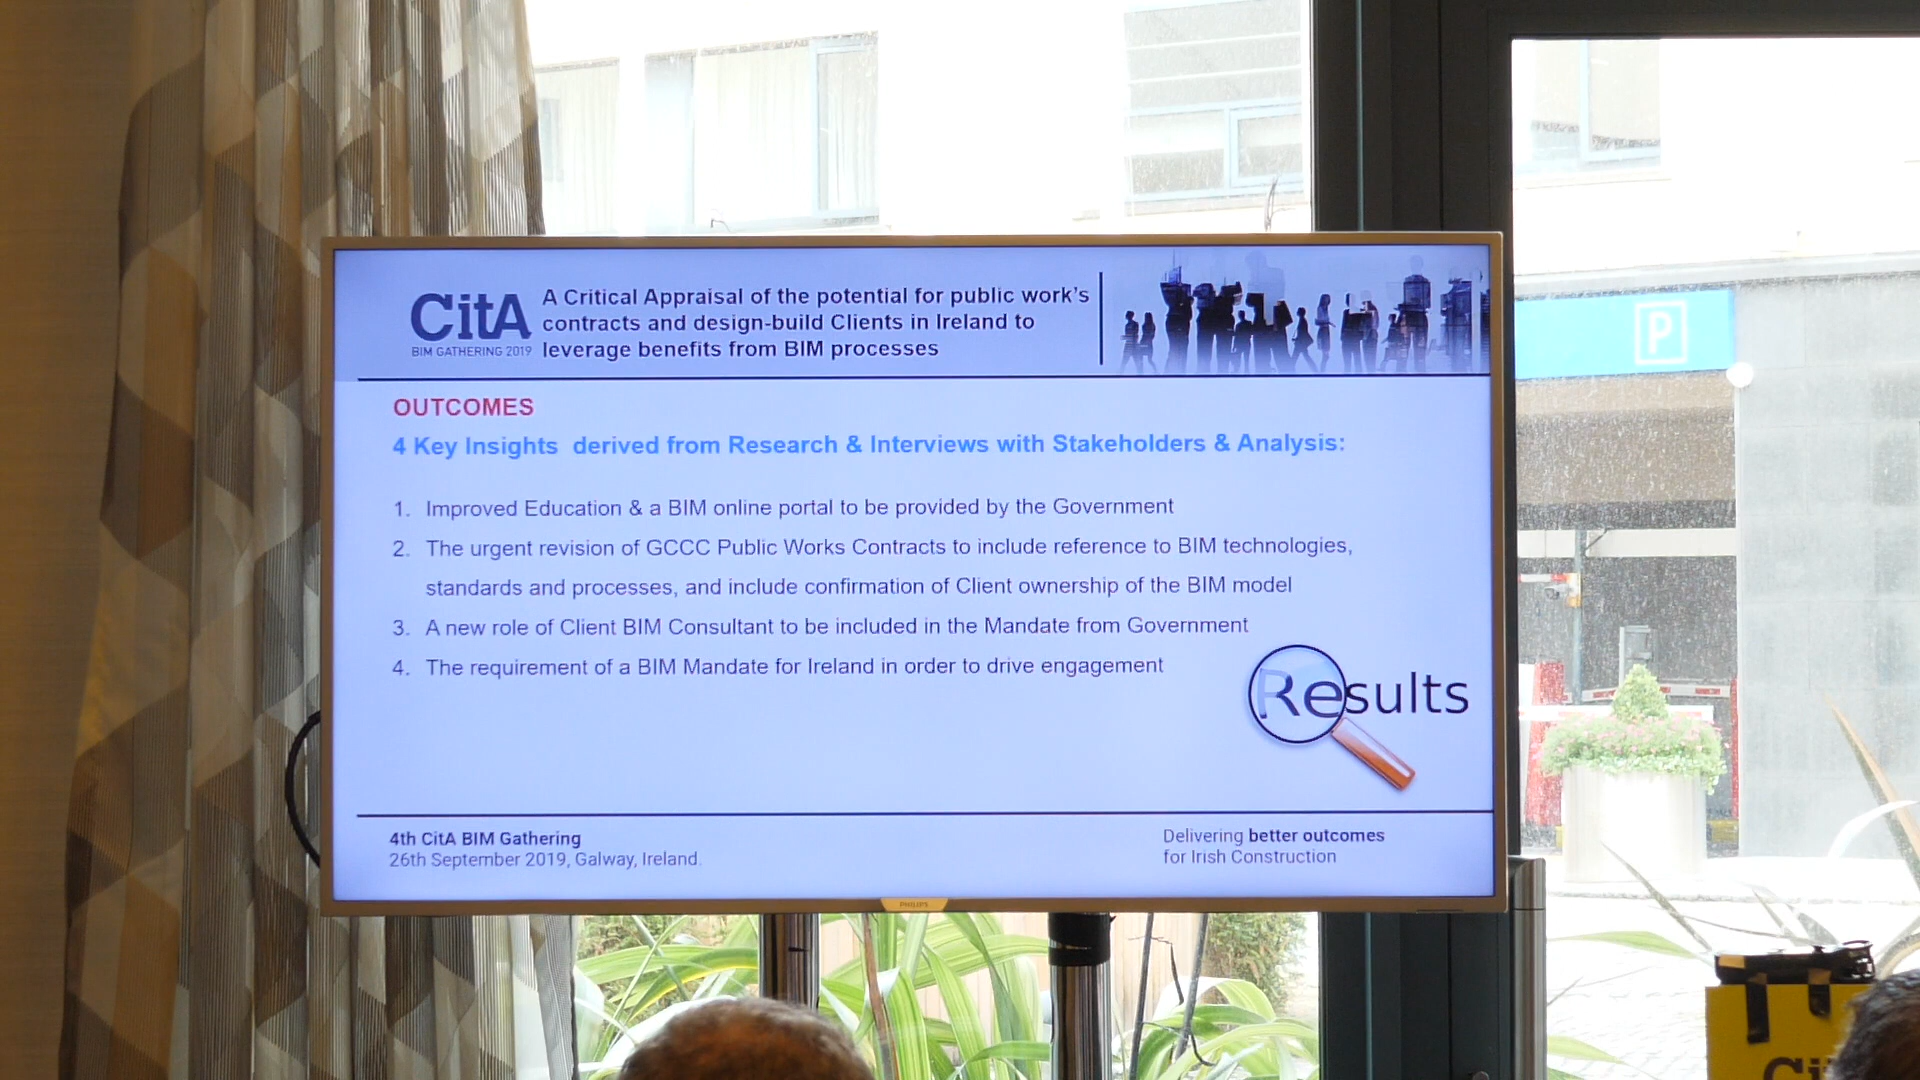 CitA
BIM GATHERING 2019
A Critical Appraisal of the potential for public work's
contracts and design-build Clients in Ireland to
leverage benefits from BIM processes
OUTCOMES
4 Key Insights derived from Research & Interviews with Stakeholders & Analysis:
1. Improved Education & a BIM online portal to be provided by the Government
2. The urgent revision of GCCC Public Works Contracts to include reference to BIM technologies,
standards and processes, and include confirmation of Client ownership of the BIM model
3. A new role of Client BIM Consultant to be included in the Mandate from Government
4. The requirement of a BIM Mandate for Ireland in order to drive engagement
Results
4th CitA BIM Gathering
26th September 2019, Galway, Ireland.
Delivering better outcomes
for Irish Construction
PHILIPS
P